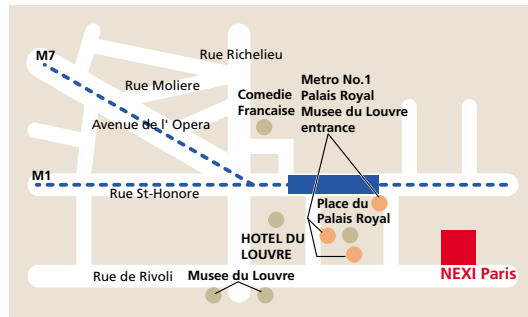 Rue Richelieu
M7
Metro No.1
Palais Royal
Musee du Louvre
entrance
Rue Moliere
Comedie
Francaise
Avenue de l' Opera
M1
Rue St-Honore
Place du
Palais Royal
HOTEL DU
LOUVRE
Rue de Rivoli
Musee du Louvre
NEXI Paris